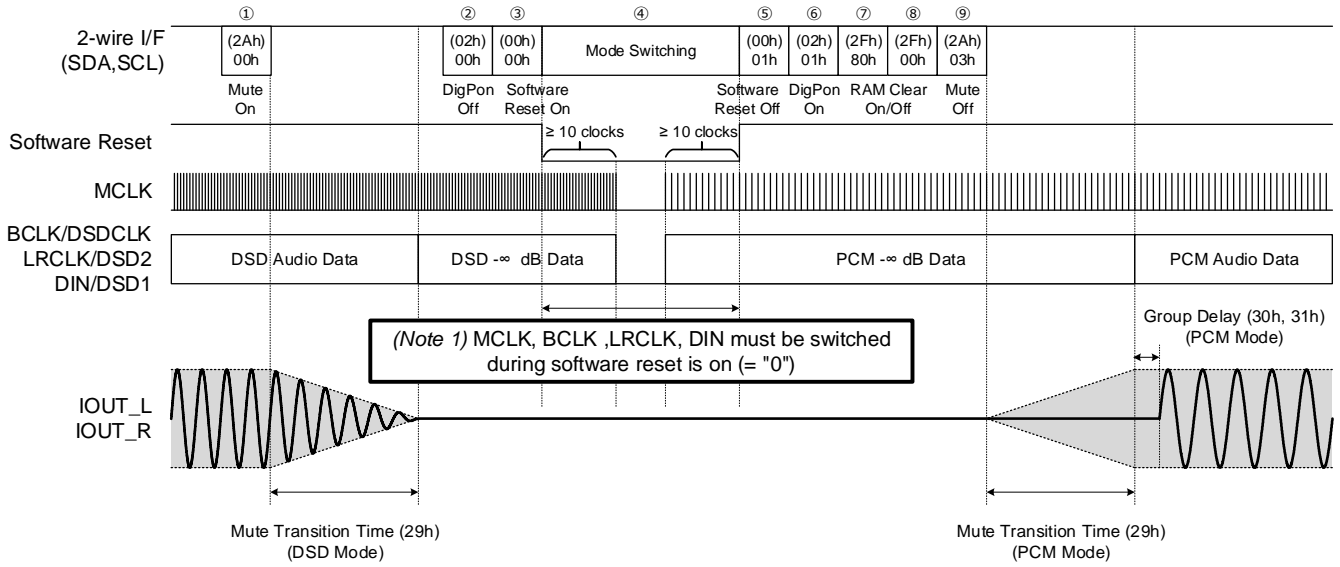 ① ② ③ ④ ⑤ ⑥ ⑦ ⑧ ⑨
2-wire I/F
(SDA,SCL)
(2Ah)
00h
(02h)
00h
(00h)
00h
Mode Switching
(00h)
01h
(02h)
01h
(2Fh)
80h
(2Fh)
00h
(2Ah)
03h
Mute
On
DigPon
Off
Software
Reset On
Software
Reset Off
DigPon
On
RAM Clear
On/Off
Mute
Off
Software Reset
≥ 10 clocks
≥ 10 clocks
MCLK
BCLK/DSDCLK
LRCLK/DSD2
DIN/DSD1
DSD Audio Data
DSD -∞ dB Data
PCM -∞ dB Data
PCM Audio Data
(Note 1) MCLK, BCLK ,LRCLK, DIN must be switched
during software reset is on (= "0")
Group Delay (30h, 31h)
(PCM Mode)
IOUT_L
IOUT_R
Mute Transition Time (29h)
(DSD Mode)
Mute Transition Time (29h)
(PCM Mode)